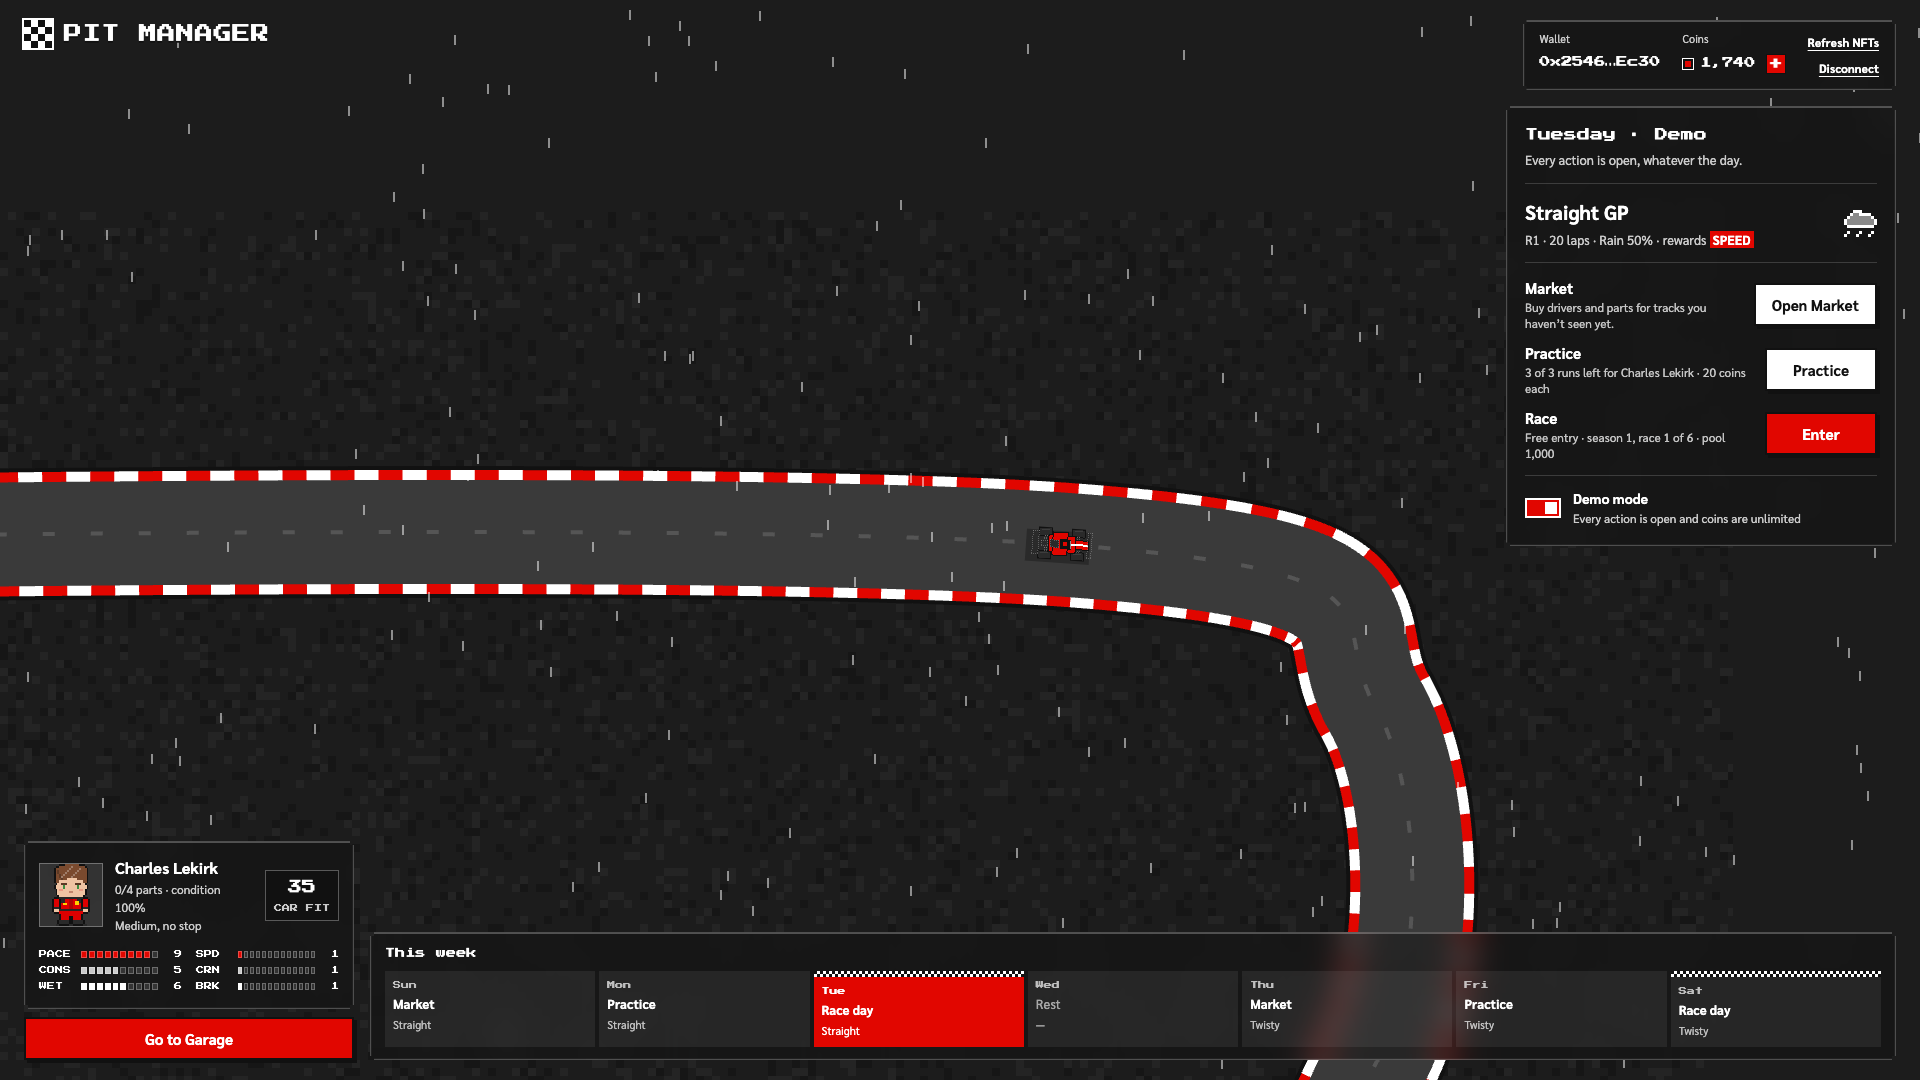 PIT MANAGER
Wallet
0x2546…Ec30
Coins
1,740
Refresh NFTs
Disconnect
Tuesday · Demo
Every action is open, whatever the day.
Straight GP
R1 · 20 laps · Rain 50% · rewards SPEED
Market
Buy drivers and parts for tracks you
haven't seen yet.
Open Market
Practice
3 of 3 runs left for Charles Lekirk · 20 coins
each
Practice
Race
Free entry · season 1, race 1 of 6 · pool
1,000
Enter
Demo mode
Every action is open and coins are unlimited
Charles Lekirk
0/4 parts · condition
100%
Medium, no stop
35
CAR FIT
PACE 9 SPD 1
CONS 5 CRN 1
WET 6 BRK 1
Go to Garage
This week
Sun
Market
Straight
Mon
Practice
Straight
Tue
Race day
Straight
Wed
Rest
—
Thu
Market
Twisty
Fri
Practice
Twisty
Sat
Race day
Twisty